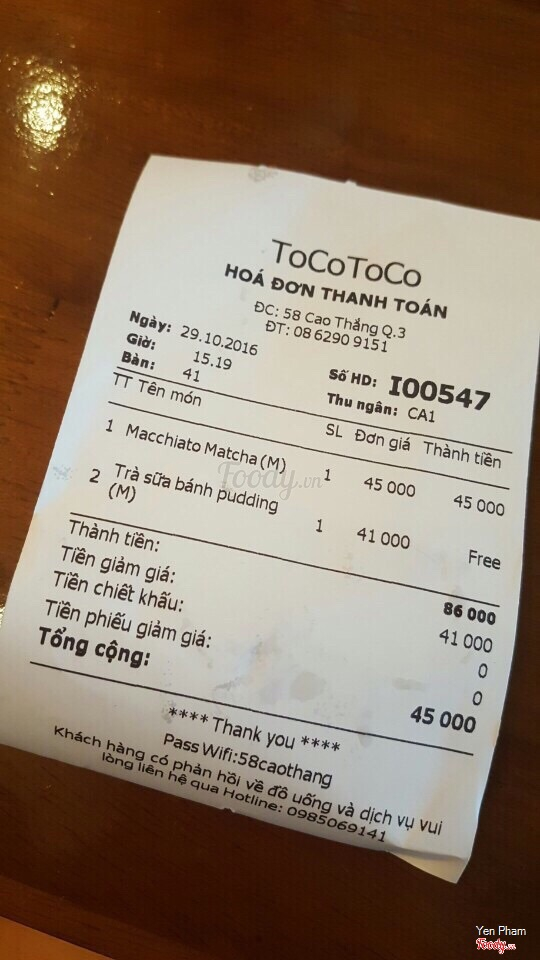 ToCoToCo
HOÁ ĐƠN THANH TOÁN
ĐC: 58 Cao Thắng Q.3
ĐT: 08 6290 9151
Ngày: 29.10.2016
Giờ: 15.19 Số HD: I00547
Bàn: 41 Thu ngân: CA1
TT Tên món SL Đơn giá Thành tiền
1 Macchiato Matcha (M) 1 45 000 45 000
2 Trà sữa bánh pudding (M) 1 41 000 Free
Thành tiền: 86 000
Tiền giảm giá: 41 000
Tiền chiết khấu: 0
Tiền phiếu giảm giá: 0
Tổng cộng: 45 000
**** Thank you ****
Pass Wifi:58caothang
Khách hàng có phản hồi về đồ uống và dịch vụ vui
lòng liên hệ qua Hotline: 0985069141
Foody.vn
Yen Pham
Foody.vn